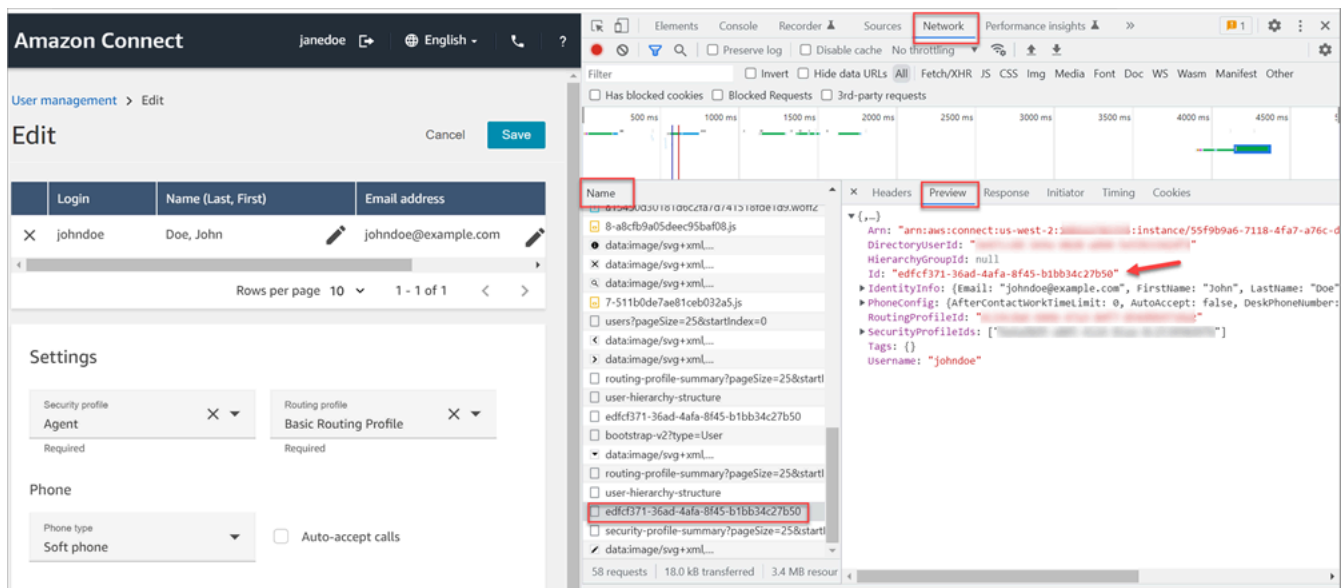 Amazon Connect
janedoe
English
?
User management > Edit
Edit
Cancel
Save
Login
Name (Last, First)
Email address
johndoe
Doe, John
johndoe@example.com
Rows per page 10
1 - 1 of 1
Settings
Security profile
Agent
Required
Routing profile
Basic Routing Profile
Required
Phone
Phone type
Soft phone
Auto-accept calls
Elements Console Recorder Sources Network Performance insights » 1
Preserve log Disable cache No throttling
Filter Invert Hide data URLs All Fetch/XHR JS CSS Img Media Font Doc WS Wasm Manifest Other
Has blocked cookies Blocked Requests 3rd-party requests
500 ms 1000 ms 1500 ms 2000 ms 2500 ms 3000 ms 3500 ms 4000 ms 4500 ms
Name
8-a8cfb9a05deec95baf08.js
data:image/svg+xml,...
data:image/svg+xml,...
data:image/svg+xml,...
7-511b0de7ae81ceb032a5.js
users?pageSize=25&startIndex=0
data:image/svg+xml,...
data:image/svg+xml,...
routing-profile-summary?pageSize=25&startI
user-hierarchy-structure
edfcf371-36ad-4afa-8f45-b1bb34c27b50
bootstrap-v2?type=User
data:image/svg+xml,...
routing-profile-summary?pageSize=25&startI
user-hierarchy-structure
edfcf371-36ad-4afa-8f45-b1bb34c27b50
security-profile-summary?pageSize=25&startI
data:image/svg+xml,...
58 requests 18.0 kB transferred 3.4 MB resour
Headers Preview Response Initiator Timing Cookies
{,…}
Arn: "arn:aws:connect:us-west-2: :instance/55f9b9a6-7118-4fa7-a76c-d
DirectoryUserId: "
HierarchyGroupId: null
Id: "edfcf371-36ad-4afa-8f45-b1bb34c27b50"
IdentityInfo: {Email: "johndoe@example.com", FirstName: "John", LastName: "Doe"
PhoneConfig: {AfterContactWorkTimeLimit: 0, AutoAccept: false, DeskPhoneNumber:
RoutingProfileId: "
SecurityProfileIds: [" "]
Tags: {}
Username: "johndoe"